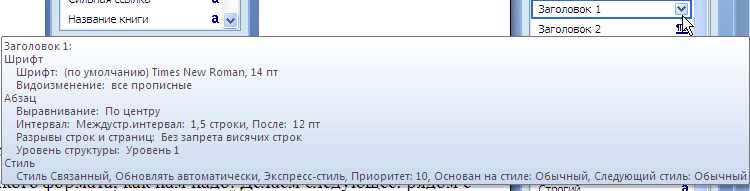 Сильная ссылка
Название книги
Заголовок 1
Заголовок 2
Заголовок 1:
Шрифт
Шрифт: (по умолчанию) Times New Roman, 14 пт
Видоизменение: все прописные
Абзац
Выравнивание: По центру
Интервал: Междустр.интервал: 1,5 строки, После: 12 пт
Разрывы строк и страниц: Без запрета висячих строк
Уровень структуры: Уровень 1
Стиль
Стиль Связанный, Обновлять автоматически, Экспресс-стиль, Приоритет: 10, Основан на стиле: Обычный, Следующий стиль: Обычный
формата, как нам надо. Делаем следующее: рядом с
Строгий